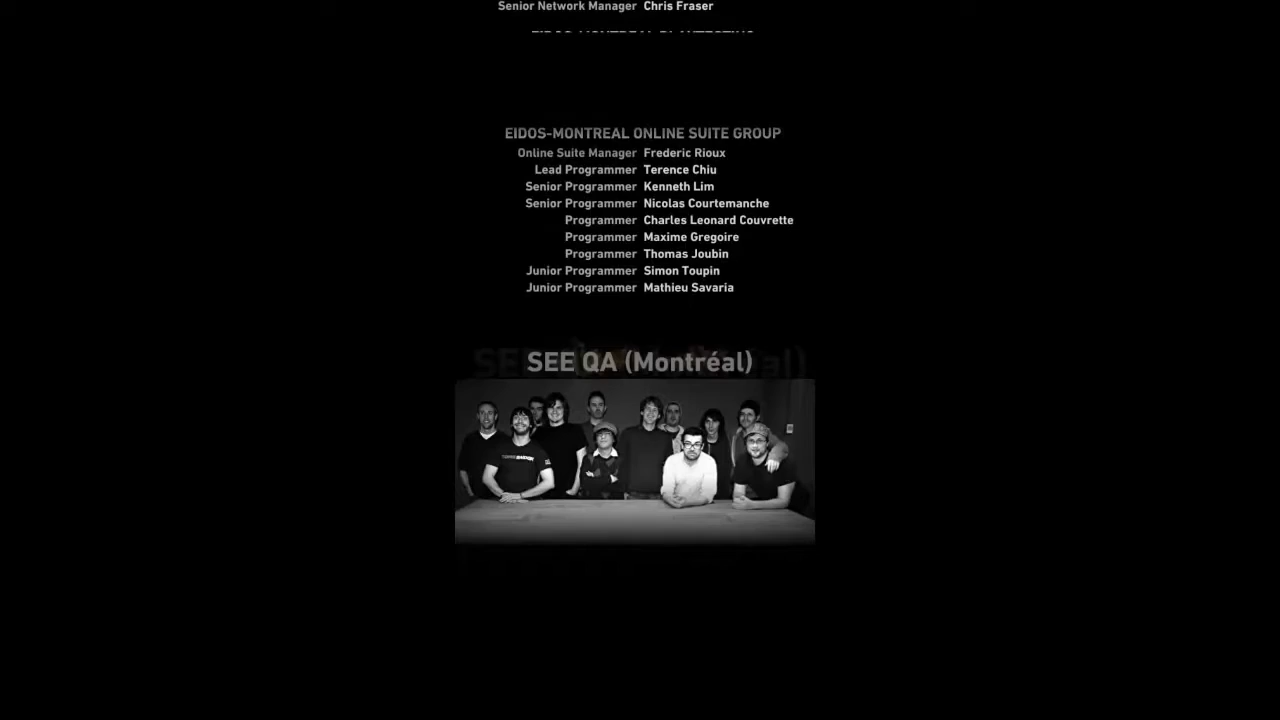 Senior Network Manager Chris Fraser
EIDOS-MONTREAL ONLINE SUITE GROUP
Online Suite Manager Frederic Rioux
Lead Programmer Terence Chiu
Senior Programmer Kenneth Lim
Senior Programmer Nicolas Courtemanche
Programmer Charles Leonard Couvrette
Programmer Maxime Gregoire
Programmer Thomas Joubin
Junior Programmer Simon Toupin
Junior Programmer Mathieu Savaria
SEE QA (Montréal)